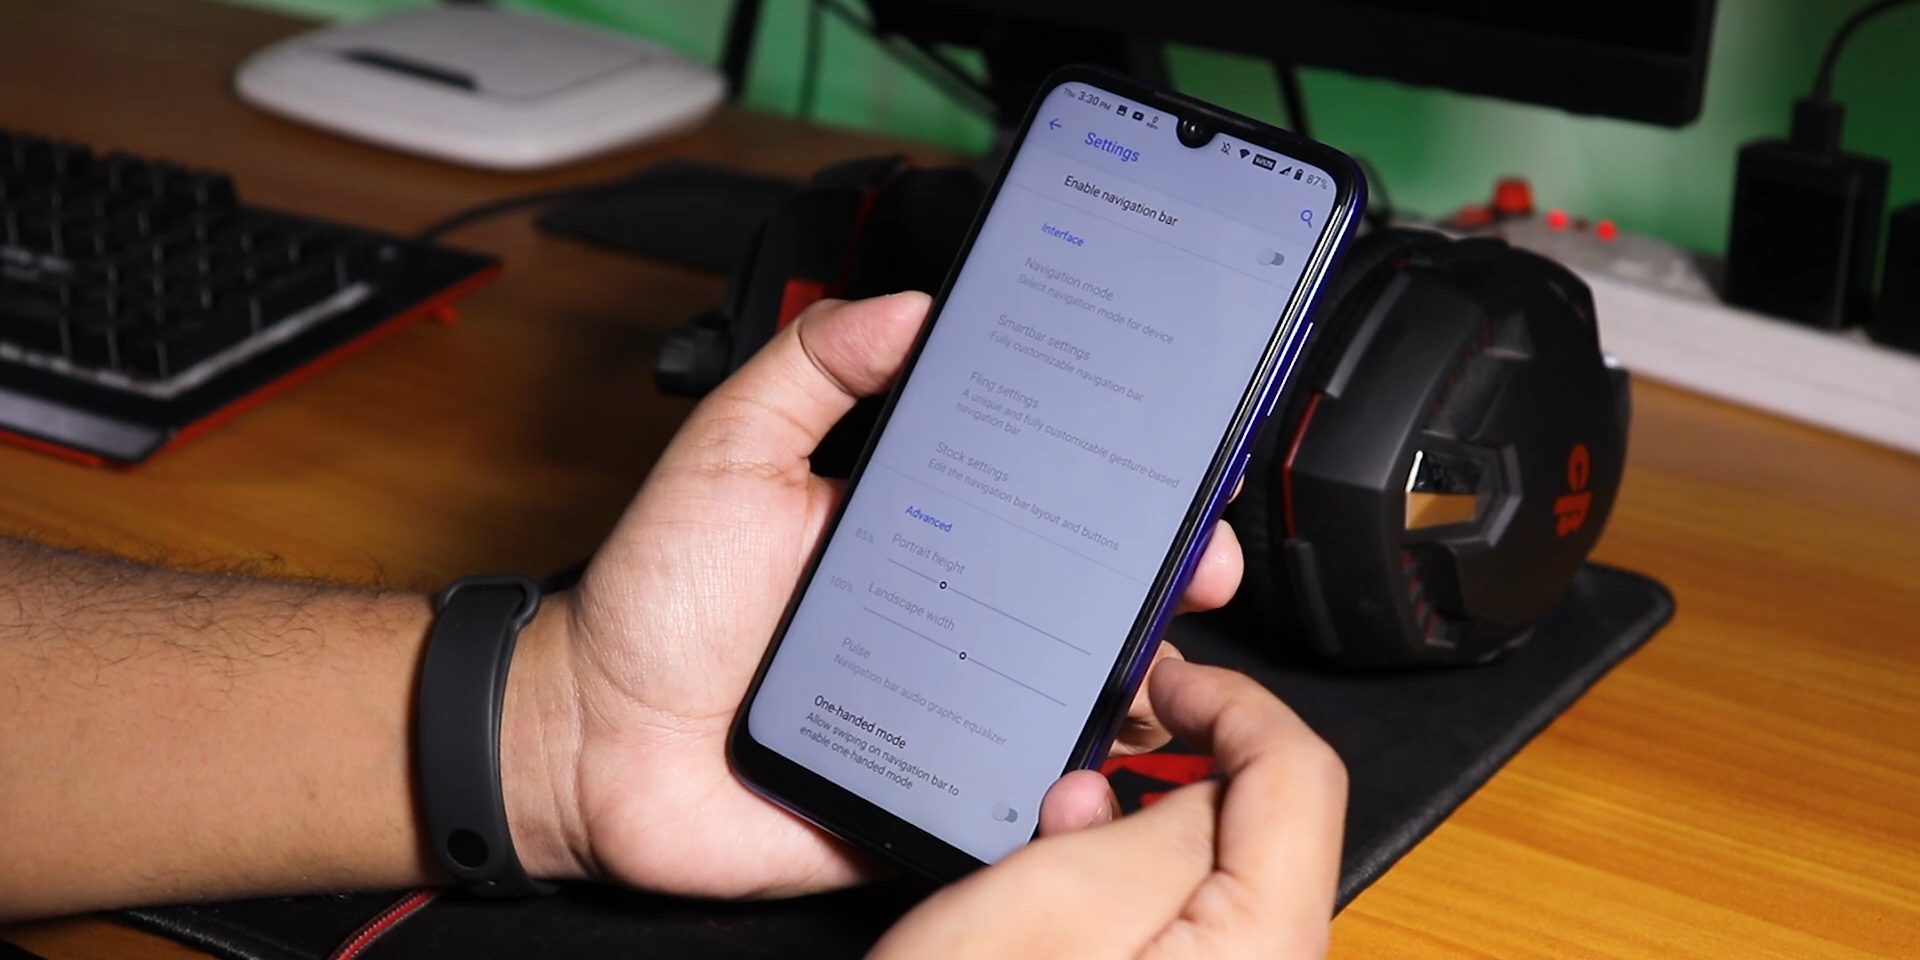 Thu 3:30 PM
87%
Settings
Enable navigation bar
Interface
Navigation mode
Select navigation mode for device
Smartbar settings
Fully customizable navigation bar
Fling settings
A unique and fully customizable gesture-based
navigation bar
Stock settings
Edit the navigation bar layout and buttons
Advanced
Portrait height
85%
Landscape width
100%
Pulse
Navigation bar audio graphic equalizer
One-handed mode
Allow swiping on navigation bar to
enable one-handed mode